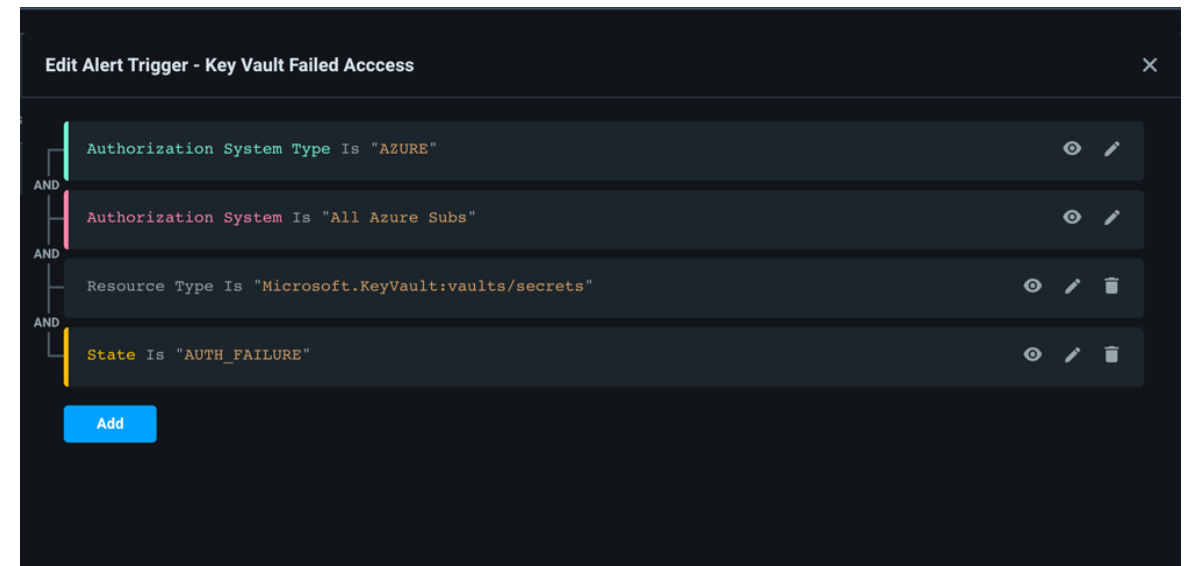 Edit Alert Trigger - Key Vault Failed Acccess
Authorization System Type Is "AZURE"
AND
Authorization System Is "All Azure Subs"
AND
Resource Type Is "Microsoft.KeyVault:vaults/secrets"
AND
State Is "AUTH_FAILURE"
Add